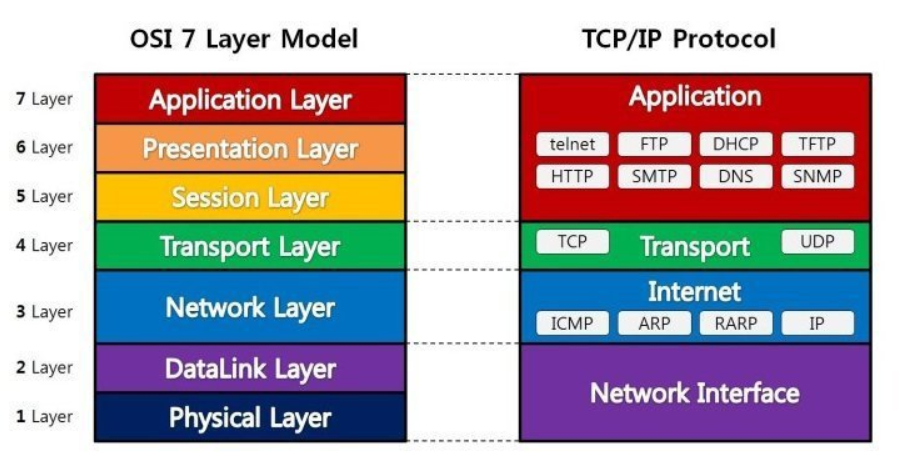 OSI 7 Layer Model
TCP/IP Protocol
7 Layer
Application Layer
6 Layer
Presentation Layer
5 Layer
Session Layer
4 Layer
Transport Layer
3 Layer
Network Layer
2 Layer
DataLink Layer
1 Layer
Physical Layer
Application
telnet FTP DHCP TFTP
HTTP SMTP DNS SNMP
TCP Transport UDP
Internet
ICMP ARP RARP IP
Network Interface